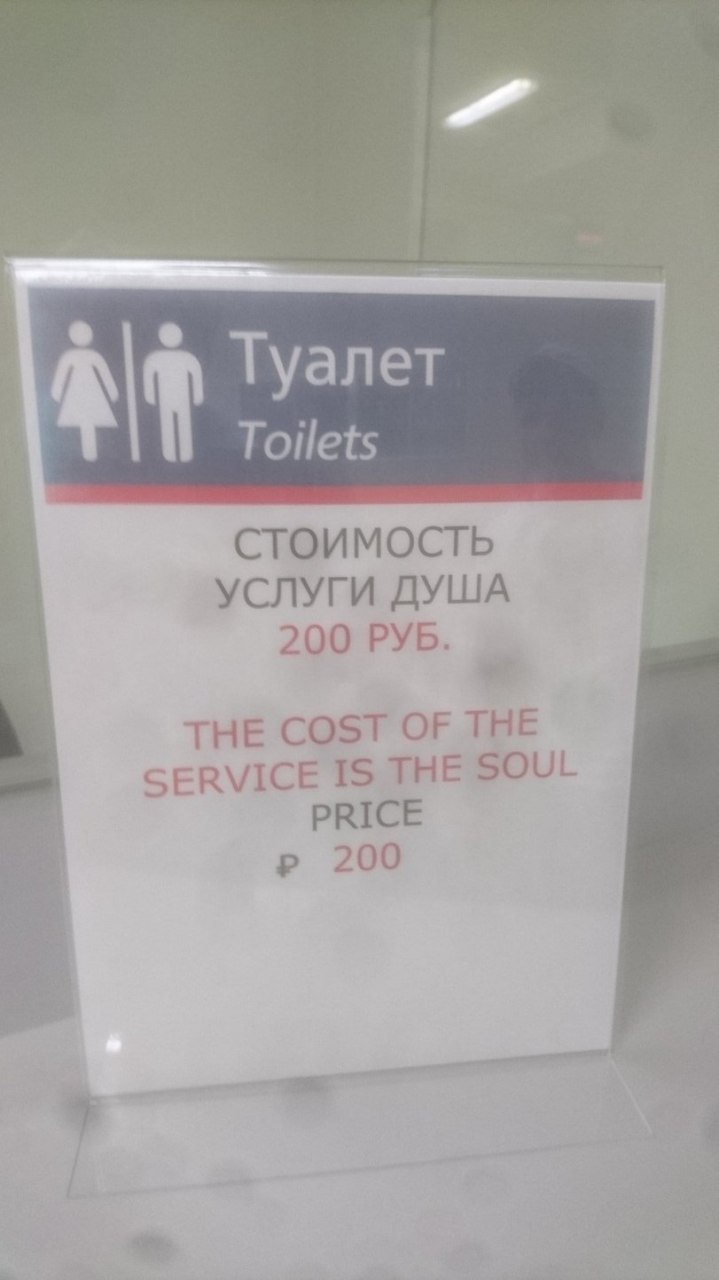 Туалет
Toilets
СТОИМОСТЬ
УСЛУГИ ДУША
200 РУБ.
THE COST OF THE
SERVICE IS THE SOUL
PRICE
₽ 200